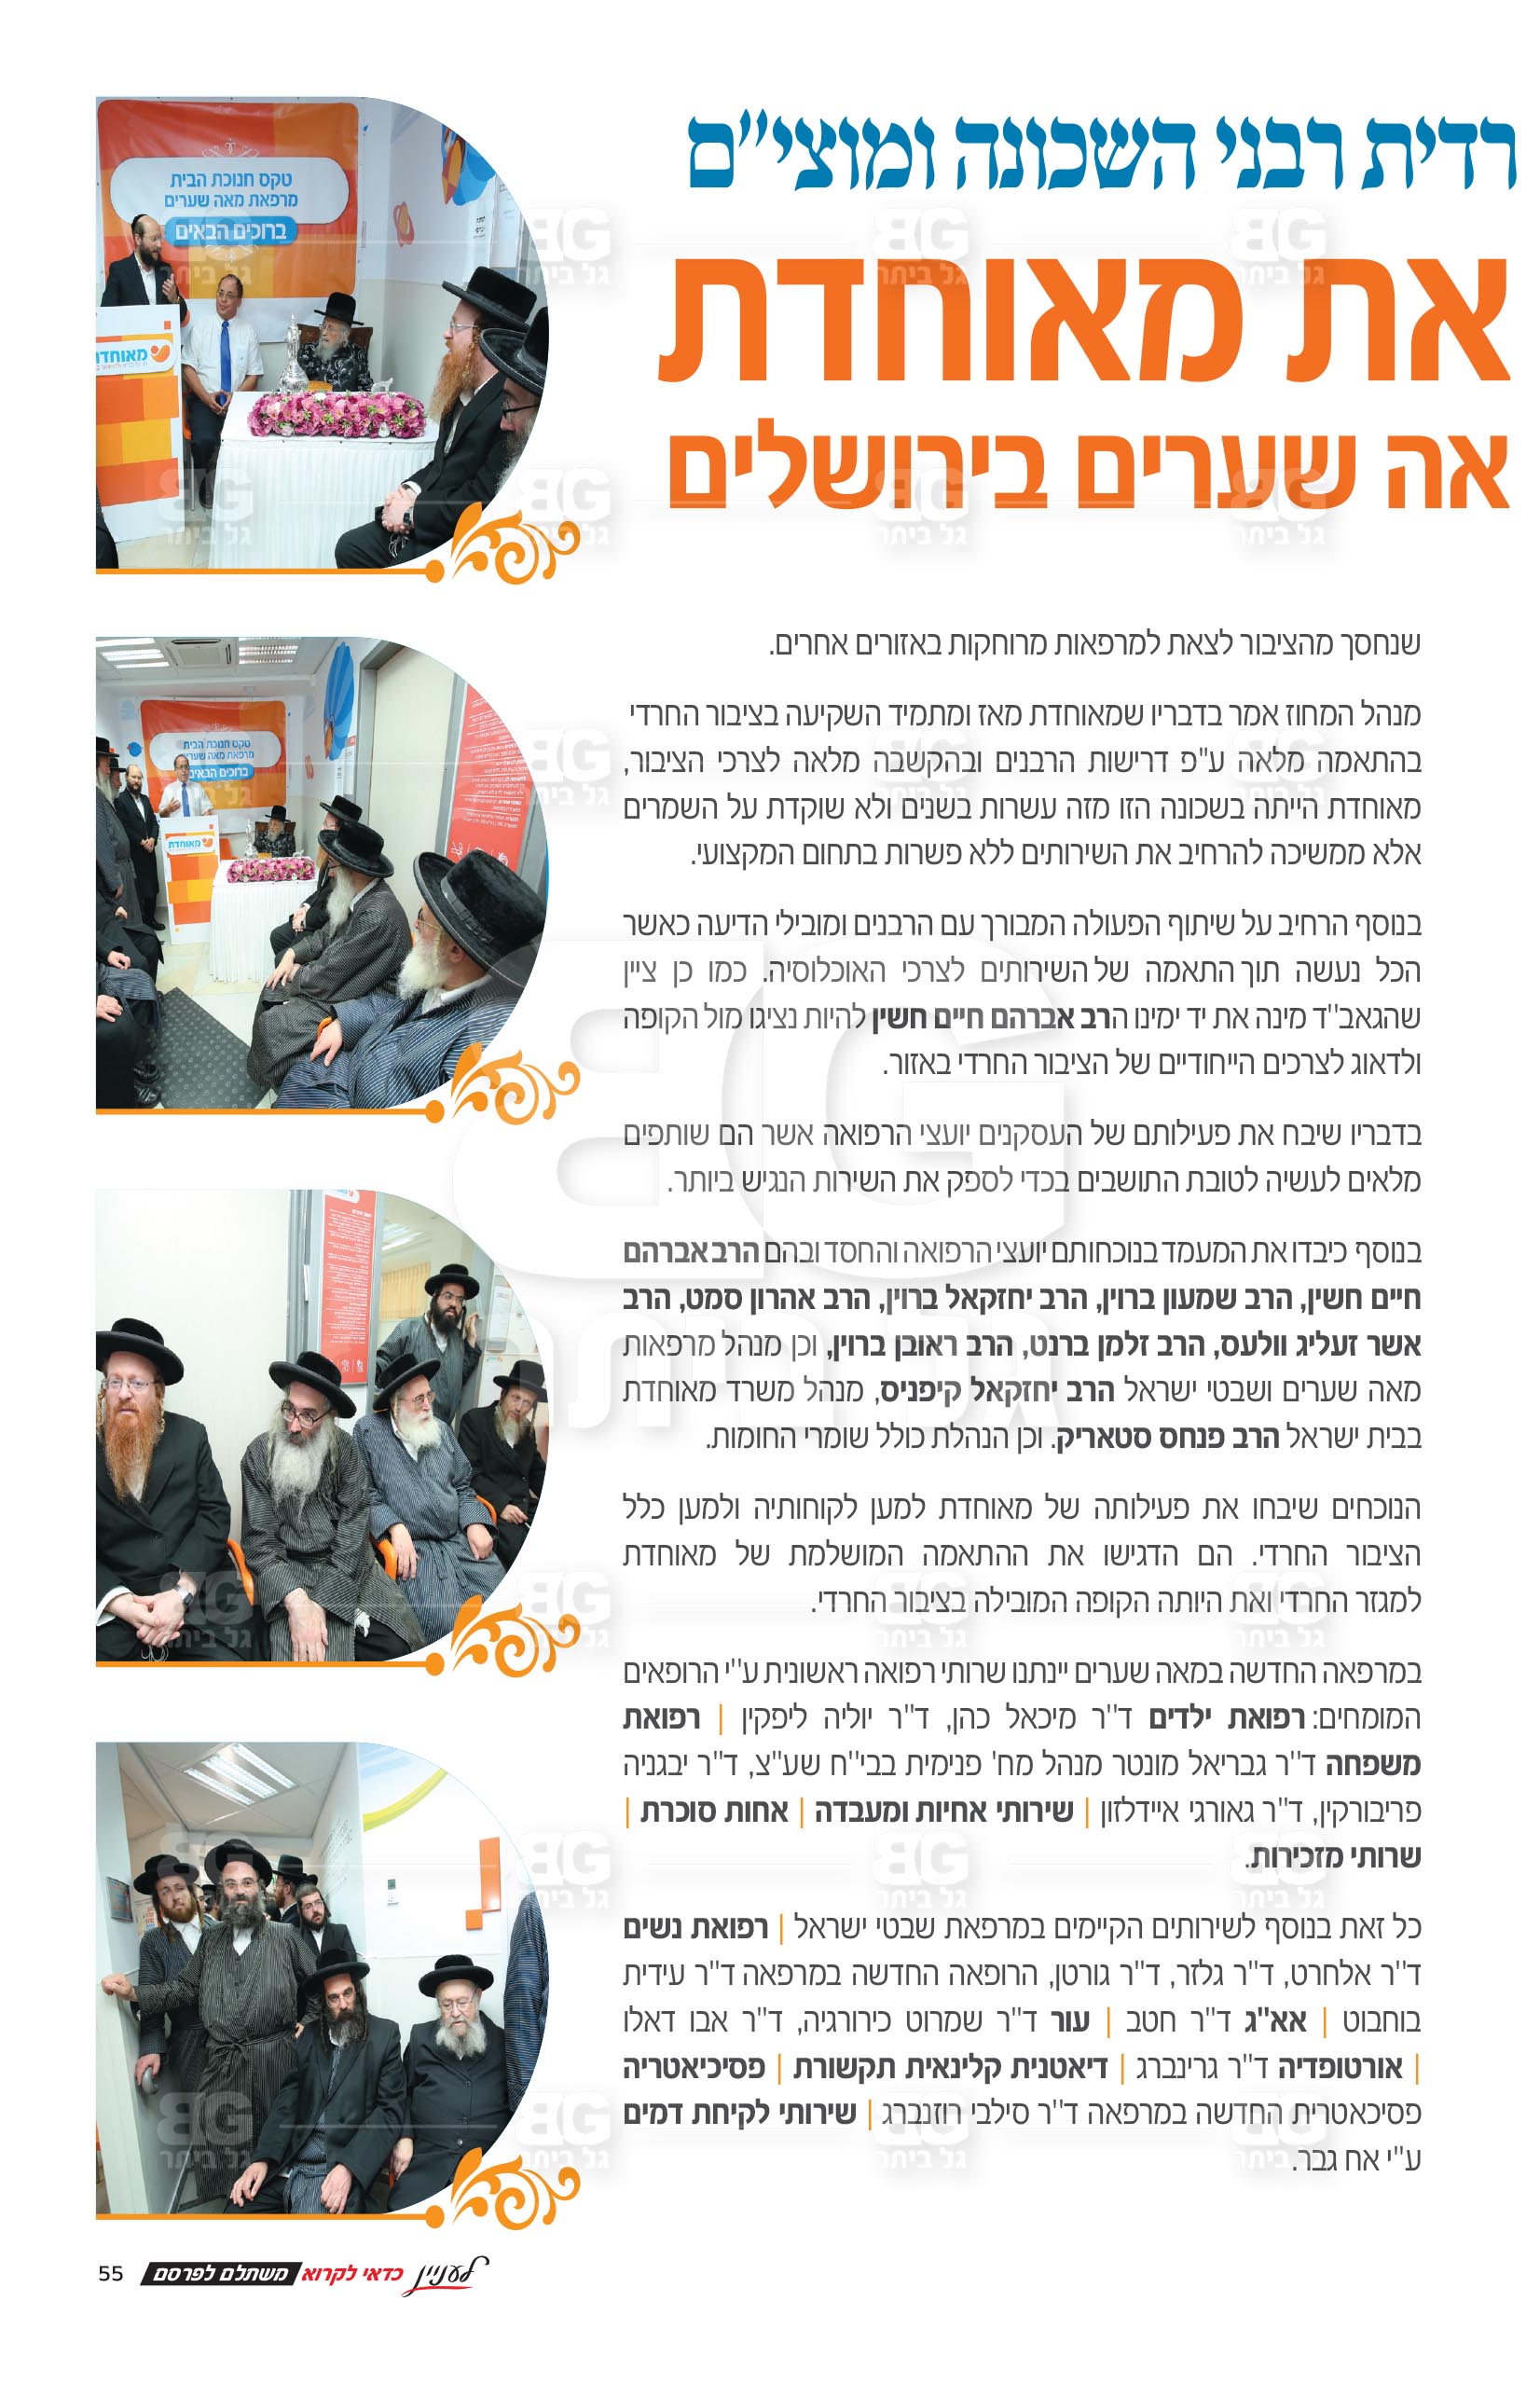 רדית רבני השכונה ומוצי״ם
את מאוחדת
אה שערים בירושלים
טקס חנוכת הבית
מרפאת מאה שערים
ברוכים הבאים
מאוחדת
שנחסך מהציבור לצאת למרפאות מרוחקות באזורים אחרים.
מנהל המחוז אמר בדבריו שמאוחדת מאז ומתמיד השקיעה בציבור החרדי
בהתאמה מלאה ע"פ דרישות הרבנים ובהקשבה מלאה לצרכי הציבור,
מאוחדת הייתה בשכונה הזו מזה עשרות בשנים ולא שוקדת על השמרים
אלא ממשיכה להרחיב את השירותים ללא פשרות בתחום המקצועי.
טקס חנוכת הבית
מרפאת מאה שערים
ברוכים הבאים
מאוחדת
בנוסף הרחיב על שיתוף הפעולה המבורך עם הרבנים ומובילי הדיעה כאשר
הכל נעשה תוך התאמה של השירותים לצרכי האוכלוסיה. כמו כן ציין
שהגאב''ד מינה את יד ימינו הרב אברהם חיים חשין להיות נציגו מול הקופה
ולדאוג לצרכים הייחודיים של הציבור החרדי באזור.
בדבריו שיבח את פעילותם של העסקנים יועצי הרפואה אשר הם שותפים
מלאים לעשיה לטובת התושבים בכדי לספק את השירות הנגיש ביותר.
בנוסף כיבדו את המעמד בנוכחותם יועצי הרפואה והחסד ובהם הרב אברהם
חיים חשין, הרב שמעון ברוין, הרב יחזקאל ברוין, הרב אהרון סמט, הרב
אשר זעליג וולעס, הרב זלמן ברנט, הרב ראובן ברוין, וכן מנהל מרפאות
מאה שערים ושבטי ישראל הרב יחזקאל קיפניס, מנהל משרד מאוחדת
בבית ישראל הרב פנחס סטאריק. וכן הנהלת כולל שומרי החומות.
הנוכחים שיבחו את פעילותה של מאוחדת למען לקוחותיה ולמען כלל
הציבור החרדי. הם הדגישו את ההתאמה המושלמת של מאוחדת
למגזר החרדי ואת היותה הקופה המובילה בציבור החרדי.
במרפאה החדשה במאה שערים יינתנו שרותי רפואה ראשונית ע''י הרופאים
המומחים: רפואת ילדים ד''ר מיכאל כהן, ד''ר יוליה ליפקין | רפואת
משפחה ד''ר גבריאל מונטר מנהל מח' פנימית בבי''ח שע''צ, ד''ר יבגניה
פריבורקין, ד''ר גאורגי איידלזון | שירותי אחיות ומעבדה | אחות סוכרת |
שרותי מזכירות.
כל זאת בנוסף לשירותים הקיימים במרפאת שבטי ישראל | רפואת נשים
ד''ר אלחרט, ד''ר גלזר, ד''ר גורטן, הרופאה החדשה במרפאה ד''ר עידית
בוחבוט | אא''ג ד''ר חטב | עור ד''ר שמרוט כירורגיה, ד''ר אבו דאלו
| אורטופדיה ד''ר גרינברג | דיאטנית קלינאית תקשורת | פסיכיאטריה
פסיכאטרית החדשה במרפאה ד''ר סילבי רוזנברג | שירותי לקיחת דמים
ע''י אח גבר.
BG
גל ביתר
לעניין כדאי לקרוא משתלם לפרסם 55